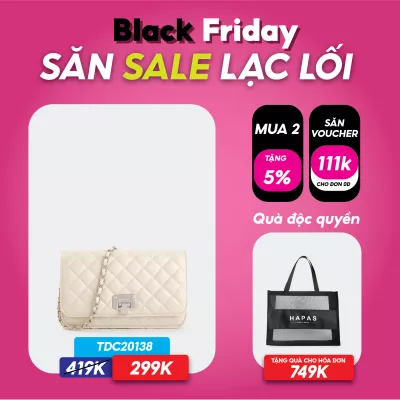 Black Friday
SĂN SALE LẠC LỐI
MUA 2
TẶNG
5%
SĂN
VOUCHER
111k
CHO ĐƠN 0Đ
Quà độc quyền
HAPAS
TDC20138
419K
299K
TẶNG QUÀ CHO HÓA ĐƠN
749K